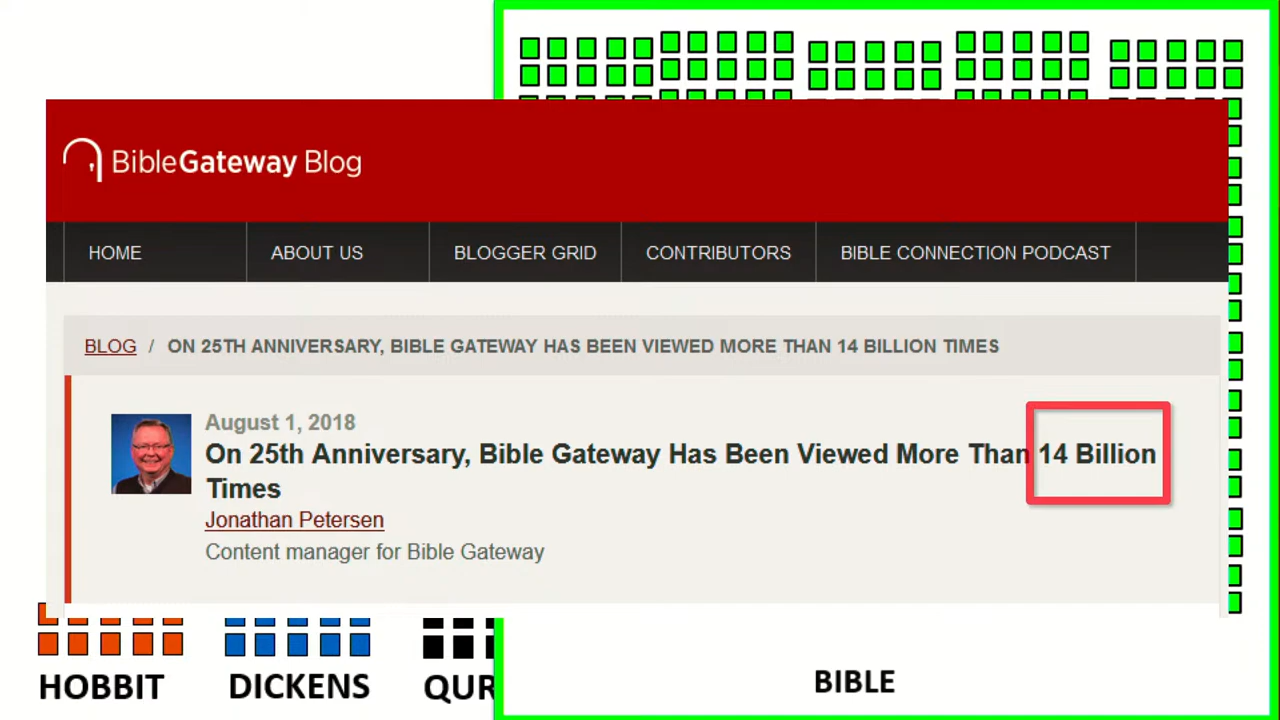 BibleGateway Blog
HOME ABOUT US BLOGGER GRID CONTRIBUTORS BIBLE CONNECTION PODCAST
BLOG / ON 25TH ANNIVERSARY, BIBLE GATEWAY HAS BEEN VIEWED MORE THAN 14 BILLION TIMES
August 1, 2018
On 25th Anniversary, Bible Gateway Has Been Viewed More Than 14 Billion
Times
Jonathan Petersen
Content manager for Bible Gateway
HOBBIT DICKENS BIBLE